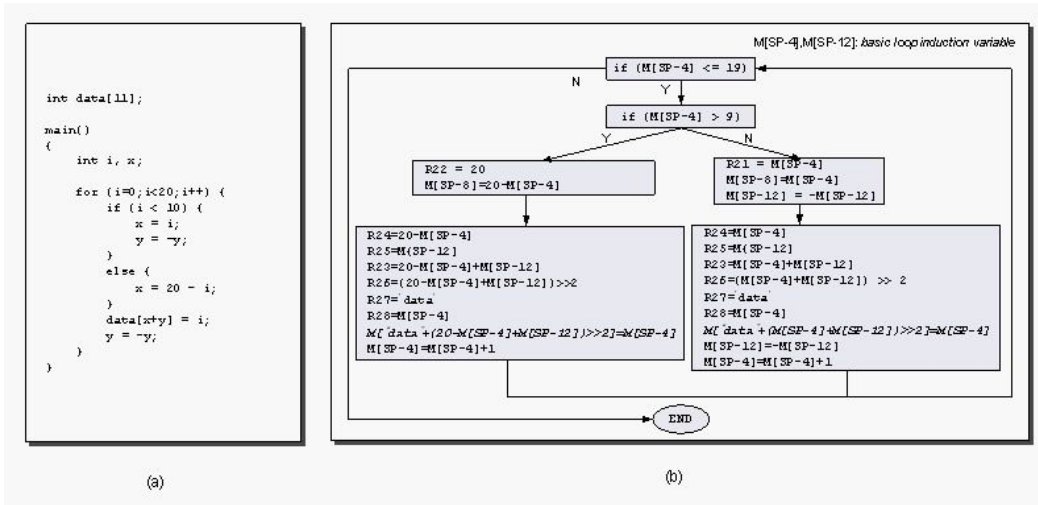 int data[11];
main()
{
int i, x;
for (i=0;i<20;i++) {
if (i < 10) {
x = i;
y = -y;
}
else {
x = 20 - i;
}
data[x+y] = i;
y = -y;
}
}
(a)
M[SP-4],M[SP-12]: basic loop induction variable
if (M[SP-4] <= 19)
N
Y
if (M[SP-4] > 9)
Y
N
R22 = 20
M[SP-8]=20-M[SP-4]
R21 = M[SP-4]
M[SP-8]=M[SP-4]
M[SP-12] = -M[SP-12]
R24=20-M[SP-4]
R25=M(SP-12]
R23=20-M[SP-4]+M[SP-12]
R26=(20-M[SP-4]+M[SP-12])>>2
R27="data"
R28=M[SP-4]
M["data"+(20-M[SP-4]+M[SP-12])>>2]=M[SP-4]
M[SP-4]=M[SP-4]+1
R24=M[SP-4]
R25=M[SP-12]
R23=M[SP-4]+M[SP-12]
R26=(M[SP-4]+M[SP-12]) >> 2
R27="data"
R28=M[SP-4]
M["data"+(M[SP-4]+M[SP-12])>>2]=M[SP-4]
M[SP-12]=-M[SP-12]
M[SP-4]=M[SP-4]+1
END
(b)